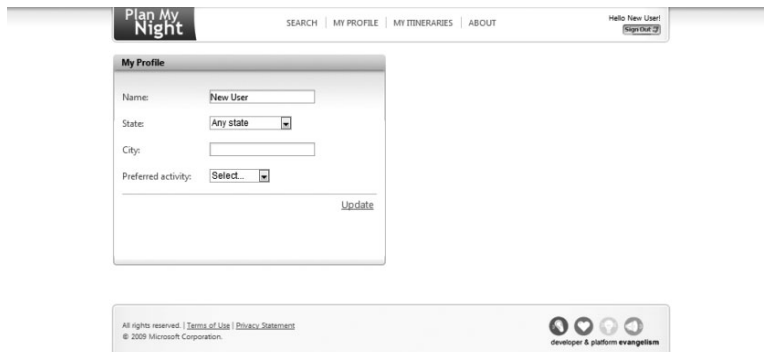 Plan My
Night
SEARCH | MY PROFILE | MY ITINERARIES | ABOUT
Hello New User!
Sign Out
My Profile
Name: New User
State: Any state
City:
Preferred activity: Select...
Update
All rights reserved. | Terms of Use | Privacy Statement
© 2009 Microsoft Corporation.
developer & platform evangelism